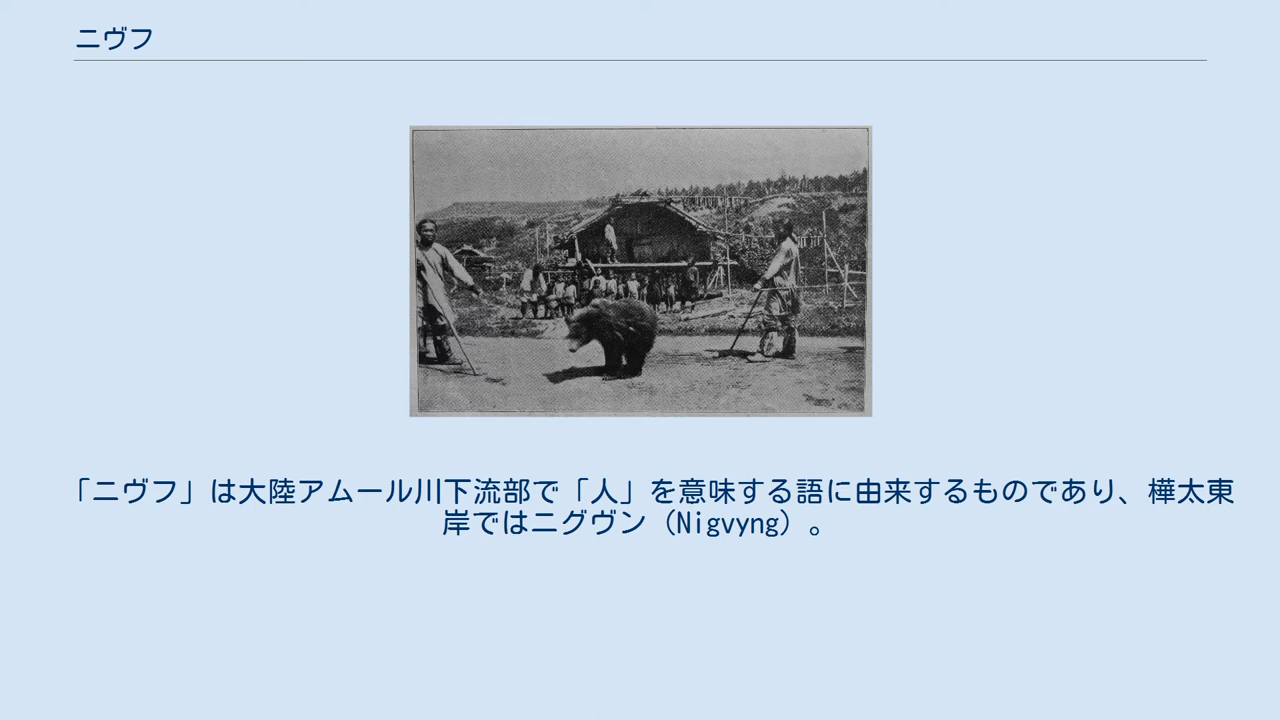 ニヴフ
「ニヴフ」は大陸アムール川下流部で「人」を意味する語に由来するものであり、樺太東
岸ではニグヴン（Nigvyng）。